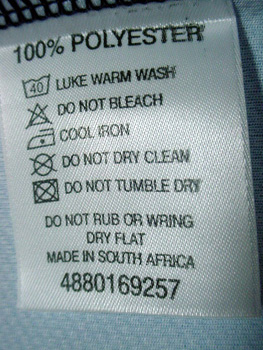 100% POLYESTER
40 LUKE WARM WASH
DO NOT BLEACH
COOL IRON
DO NOT DRY CLEAN
DO NOT TUMBLE DRY
DO NOT RUB OR WRING
DRY FLAT
MADE IN SOUTH AFRICA
4880169257